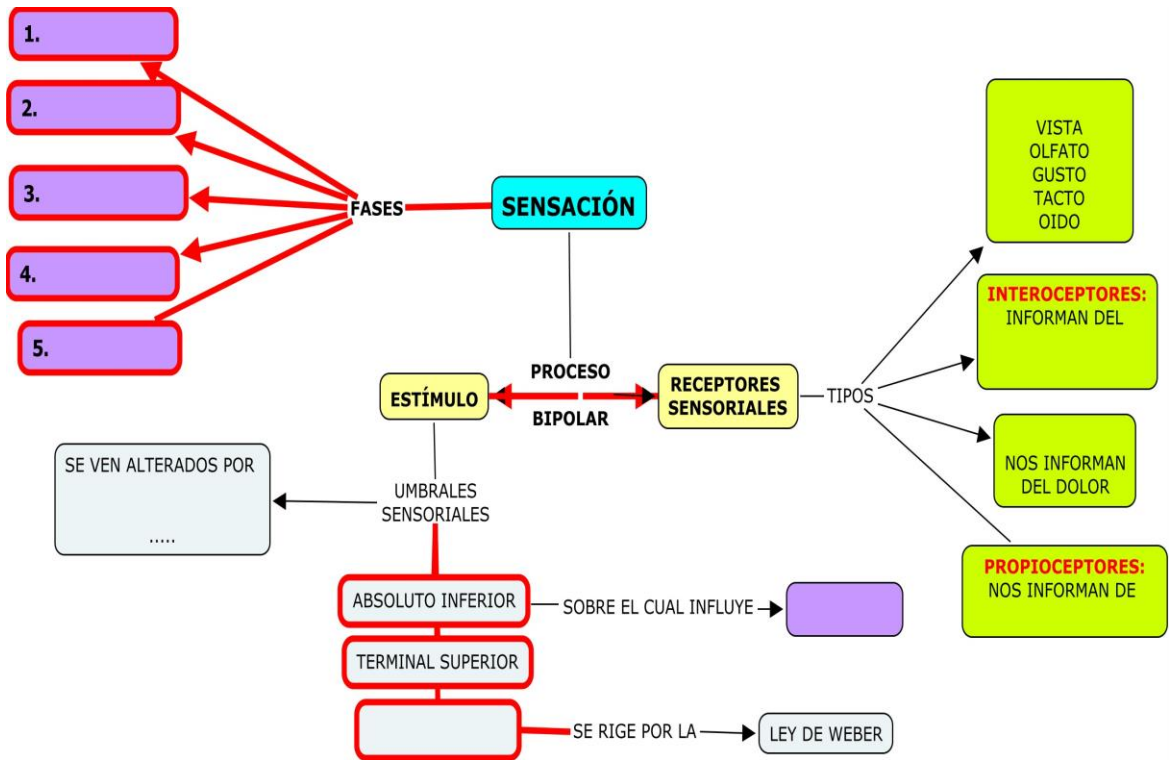 1.
2.
3.
4.
5.
FASES
SENSACIÓN
PROCESO
BIPOLAR
ESTÍMULO
RECEPTORES
SENSORIALES
TIPOS
VISTA
OLFATO
GUSTO
TACTO
OIDO
INTEROCEPTORES:
INFORMAN DEL
NOS INFORMAN
DEL DOLOR
PROPIOCEPTORES:
NOS INFORMAN DE
UMBRALES
SENSORIALES
SE VEN ALTERADOS POR
.....
ABSOLUTO INFERIOR
SOBRE EL CUAL INFLUYE
TERMINAL SUPERIOR
SE RIGE POR LA
LEY DE WEBER